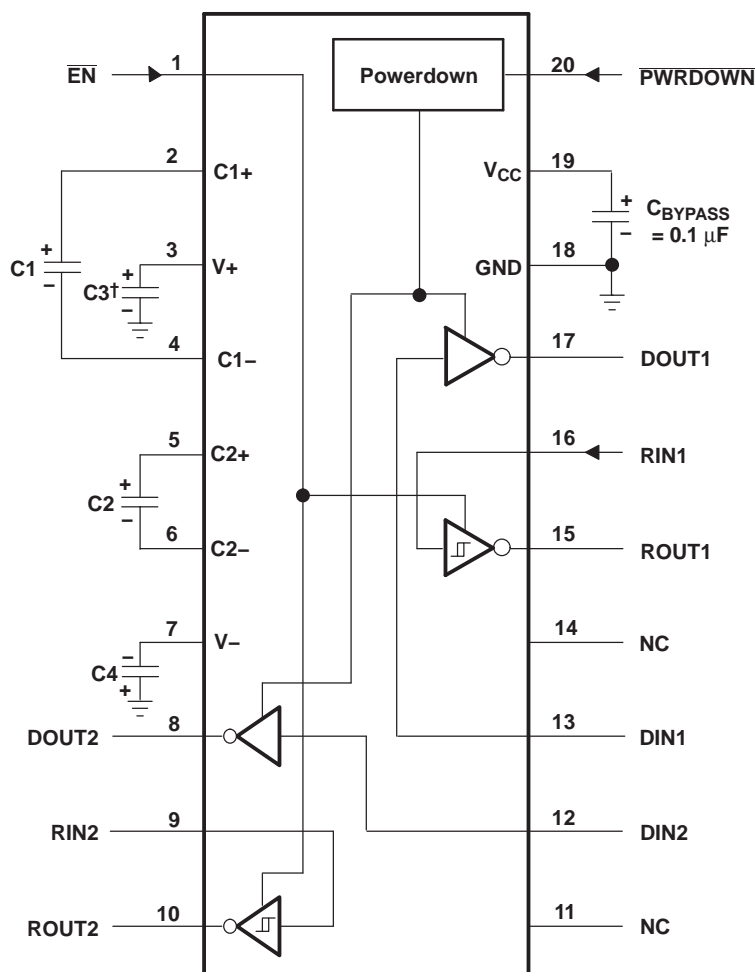 EN
1
Powerdown
20
PWRDOWN
2
C1+
VCC
19
+
CBYPASS
= 0.1 μF
–
C1
+
–
3
V+
+
C3†
–
GND
18
4
C1–
17
DOUT1
5
C2+
16
RIN1
+
C2
–
6
C2–
15
ROUT1
7
V–
14
NC
–
C4
+
DOUT2
8
13
DIN1
RIN2
9
12
DIN2
ROUT2
10
11
NC